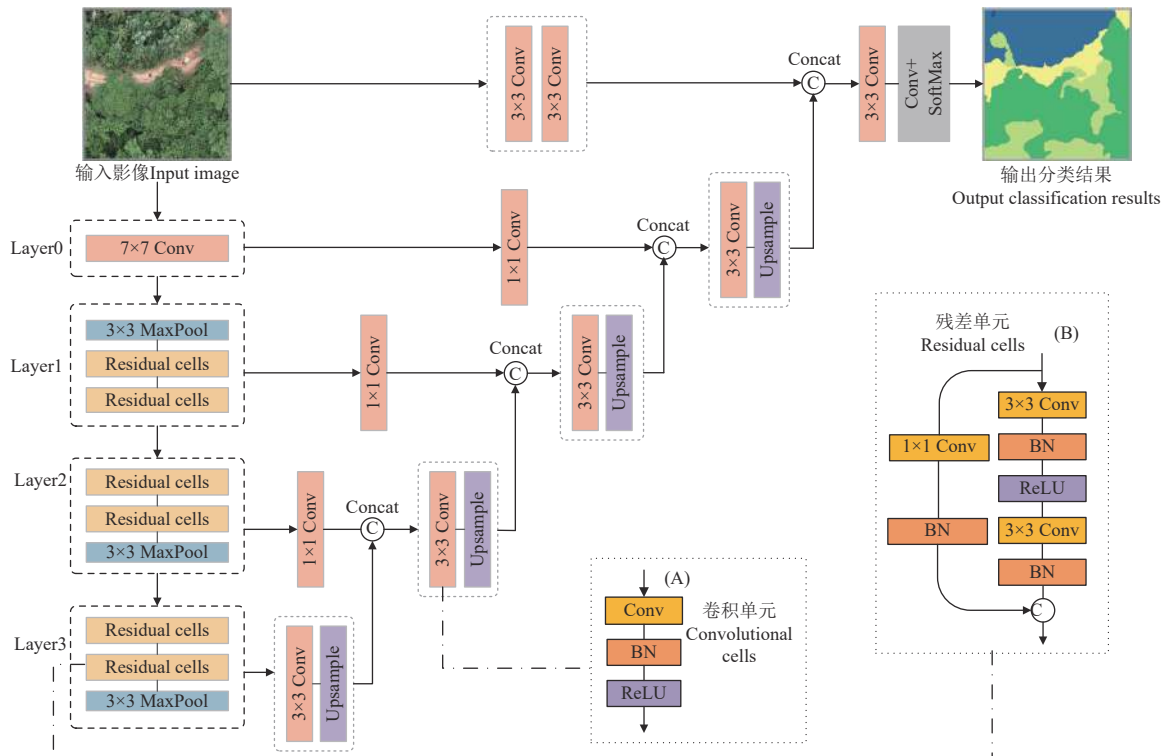 输入影像Input image
3×3 Conv
3×3 Conv
Concat
C
3×3 Conv
Conv+
SoftMax
输出分类结果
Output classification results
Layer0
7×7 Conv
1×1 Conv
Concat
C
3×3 Conv
Upsample
Layer1
3×3 MaxPool
Residual cells
Residual cells
1×1 Conv
Concat
C
3×3 Conv
Upsample
Layer2
Residual cells
Residual cells
3×3 MaxPool
1×1 Conv
Concat
C
3×3 Conv
Upsample
Layer3
Residual cells
Residual cells
3×3 MaxPool
3×3 Conv
Upsample
(A)
卷积单元
Convolutional
cells
Conv
BN
ReLU
残差单元
Residual cells
(B)
3×3 Conv
1×1 Conv
BN
ReLU
BN
3×3 Conv
BN
C